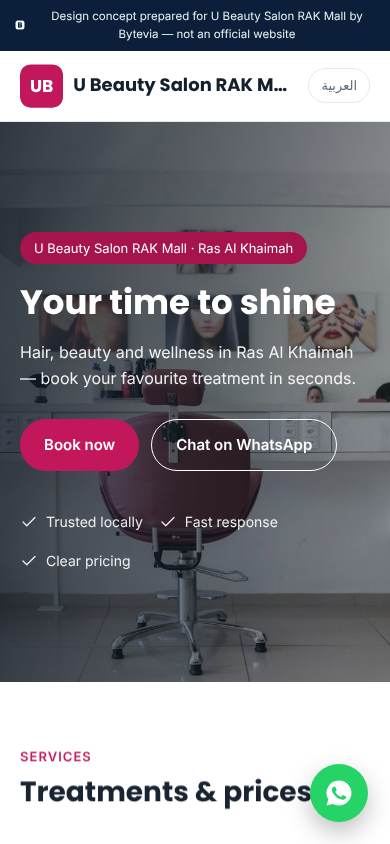 B
Design concept prepared for U Beauty Salon RAK Mall by
Bytevia — not an official website
UB
U Beauty Salon RAK M...
العربية
U Beauty Salon RAK Mall · Ras Al Khaimah
Your time to shine
Hair, beauty and wellness in Ras Al Khaimah
— book your favourite treatment in seconds.
Book now
Chat on WhatsApp
Trusted locally
Fast response
Clear pricing
SERVICES
Treatments & prices